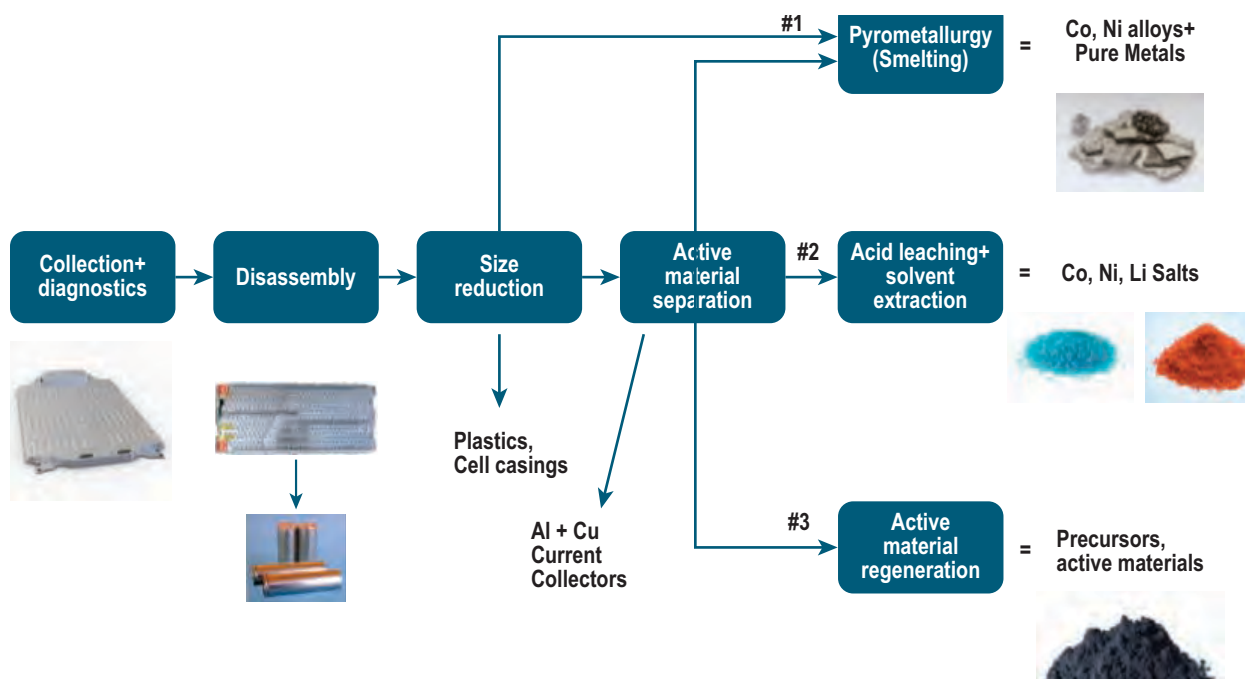 #1
Pyrometallurgy
(Smelting)
=
Co, Ni alloys+
Pure Metals
Collection+
diagnostics
Disassembly
Size
reduction
Active
material
separation
#2
Acid leaching+
solvent
extraction
=
Co, Ni, Li Salts
Plastics,
Cell casings
Al + Cu
Current
Collectors
#3
Active
material
regeneration
=
Precursors,
active materials